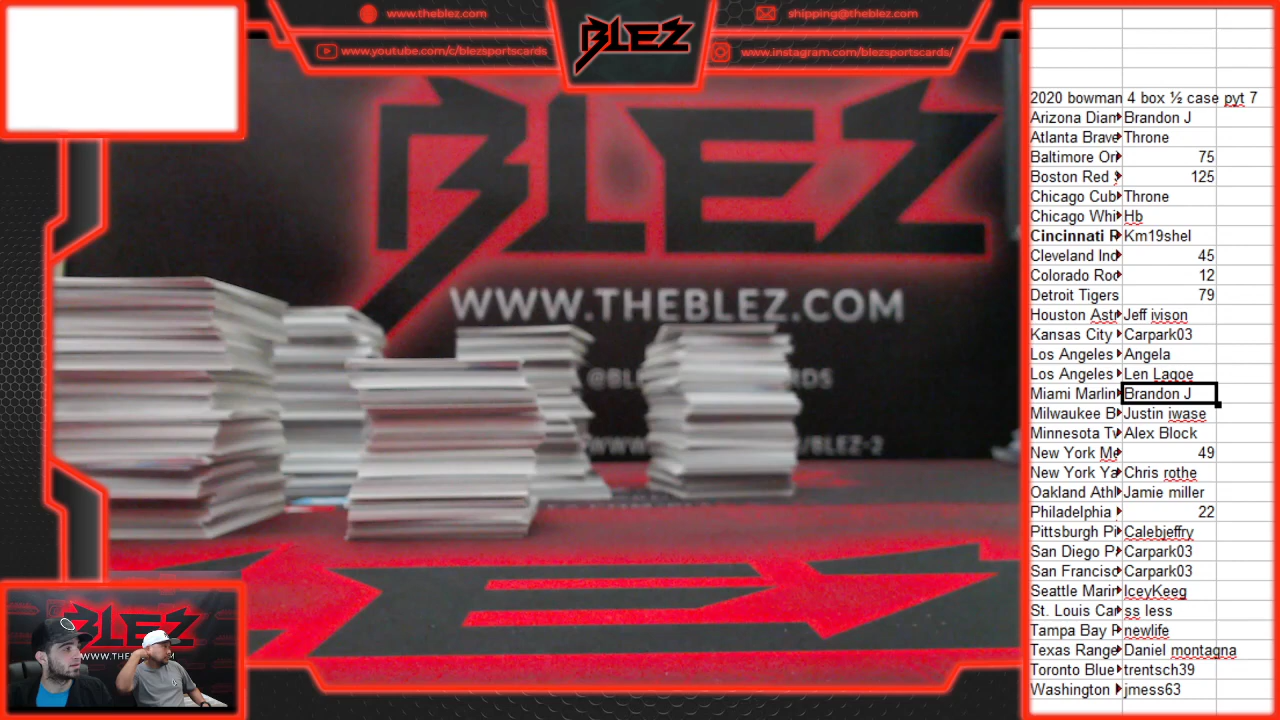 www.theblez.com
BLEZ
shipping@theblez.com
www.youtube.com/c/blezsportscards
www.instagram.com/blezsportscards/
BLEZ
WWW.THEBLEZ.COM
2020 bowman 4 box ½ case pyt 7
Arizona Diam Brandon J
Atlanta Brave Throne
Baltimore Or 75
Boston Red 125
Chicago Cub Throne
Chicago Whi Hb
Cincinnati R Km19shel
Cleveland Ind 45
Colorado Roc 12
Detroit Tigers 79
Houston Astr Jeff ivison
Kansas City Carpark03
Los Angeles Angela
Los Angeles Len Lagoe
Miami Marlin Brandon J
Milwaukee B Justin iwase
Minnesota Tw Alex Block
New York Me 49
New York Ya Chris rothe
Oakland Athl Jamie miller
Philadelphia 22
Pittsburgh Pi Calebjeffry
San Diego P Carpark03
San Francisc Carpark03
Seattle Marin IceyKeeg
St. Louis Car ss less
Tampa Bay R newlife
Texas Range Daniel montagna
Toronto Blue trentsch39
Washington jmess63
BLEZ